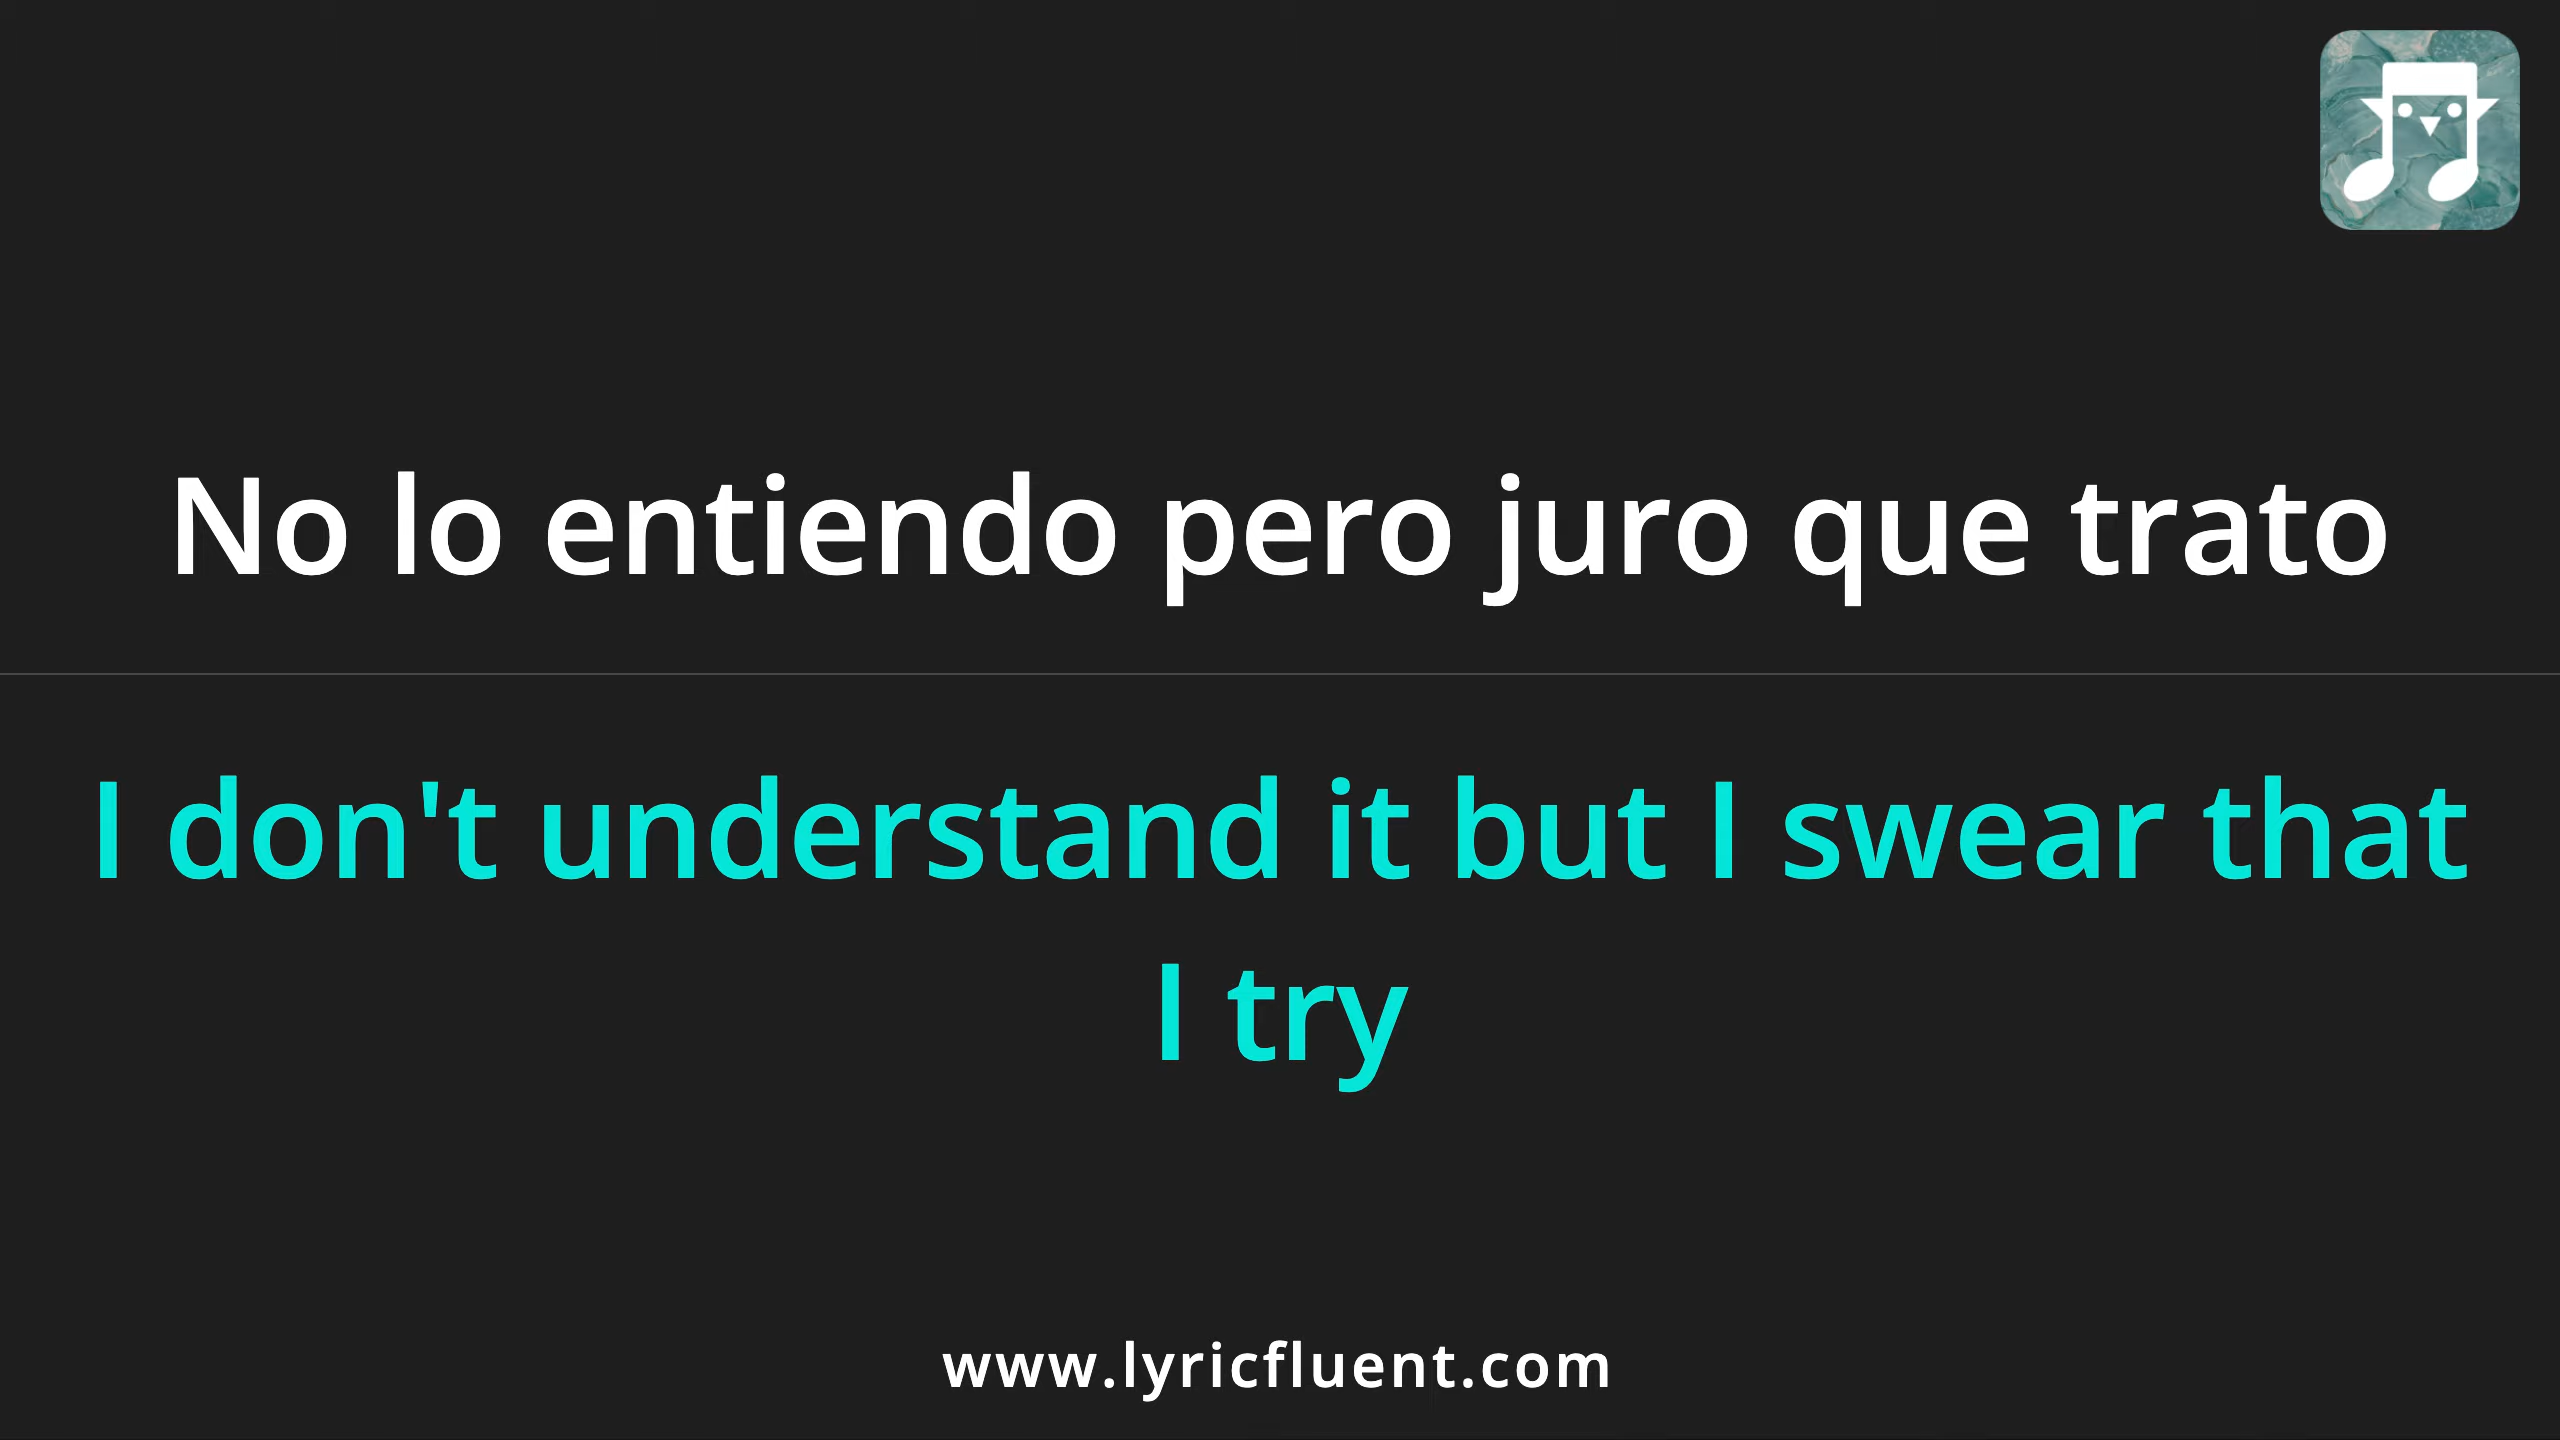 No lo entiendo pero juro que trato
I don't understand it but I swear that
I try
www.lyricfluent.com